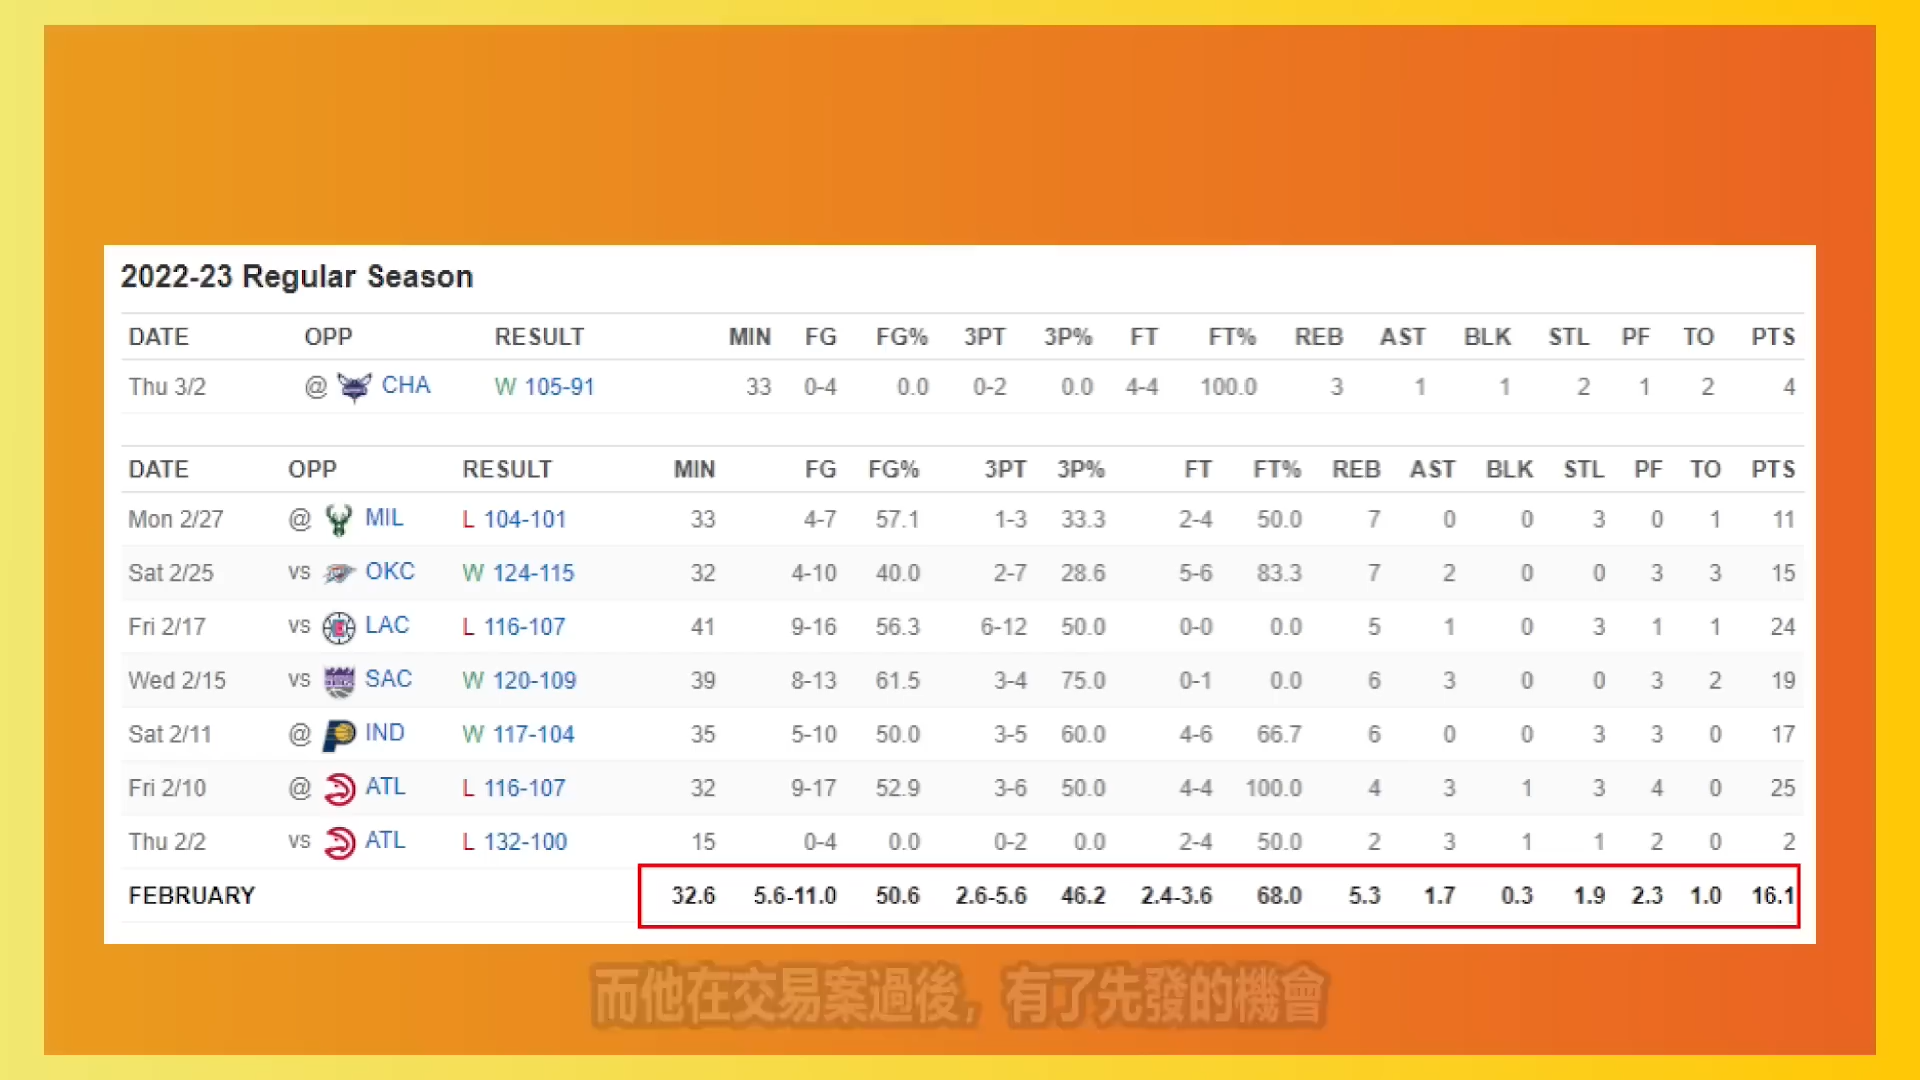 2022-23 Regular Season
DATE OPP RESULT MIN FG FG% 3PT 3P% FT FT% REB AST BLK STL PF TO PTS
Thu 3/2 @ CHA W 105-91 33 0-4 0.0 0-2 0.0 4-4 100.0 3 1 1 2 1 2 4
DATE OPP RESULT MIN FG FG% 3PT 3P% FT FT% REB AST BLK STL PF TO PTS
Mon 2/27 @ MIL L 104-101 33 4-7 57.1 1-3 33.3 2-4 50.0 7 0 0 3 0 1 11
Sat 2/25 vs OKC W 124-115 32 4-10 40.0 2-7 28.6 5-6 83.3 7 2 0 0 3 3 15
Fri 2/17 vs LAC L 116-107 41 9-16 56.3 6-12 50.0 0-0 0.0 5 1 0 3 1 1 24
Wed 2/15 vs SAC W 120-109 39 8-13 61.5 3-4 75.0 0-1 0.0 6 3 0 0 3 2 19
Sat 2/11 @ IND W 117-104 35 5-10 50.0 3-5 60.0 4-6 66.7 6 0 0 3 3 0 17
Fri 2/10 @ ATL L 116-107 32 9-17 52.9 3-6 50.0 4-4 100.0 4 3 1 3 4 0 25
Thu 2/2 vs ATL L 132-100 15 0-4 0.0 0-2 0.0 2-4 50.0 2 3 1 1 2 0 2
FEBRUARY 32.6 5.6-11.0 50.6 2.6-5.6 46.2 2.4-3.6 68.0 5.3 1.7 0.3 1.9 2.3 1.0 16.1
而他在交易案過後，有了先發的機會